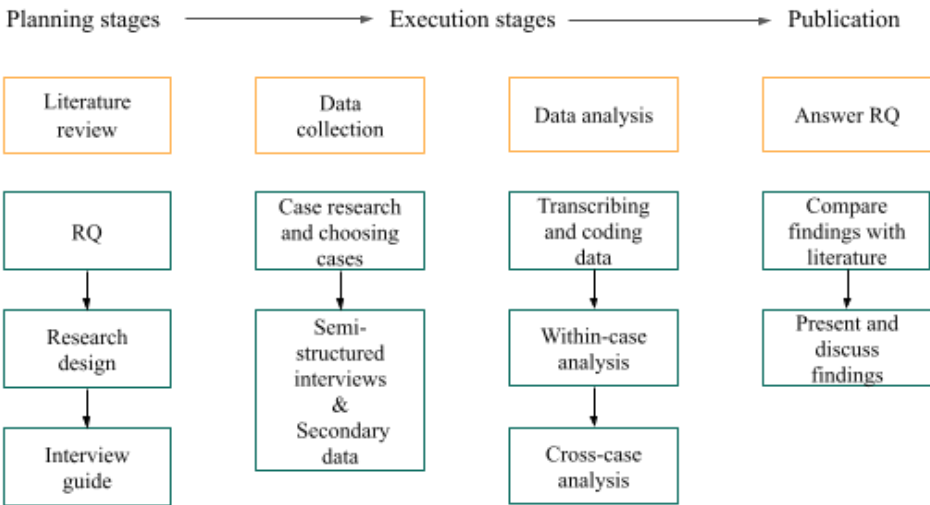 Planning stages
Execution stages
Publication
Literature
review
Data
collection
Data analysis
Answer RQ
RQ
Research
design
Interview
guide
Case research
and choosing
cases
Semi-
structured
interviews
&
Secondary
data
Transcribing
and coding
data
Within-case
analysis
Cross-case
analysis
Compare
findings with
literature
Present and
discuss
findings